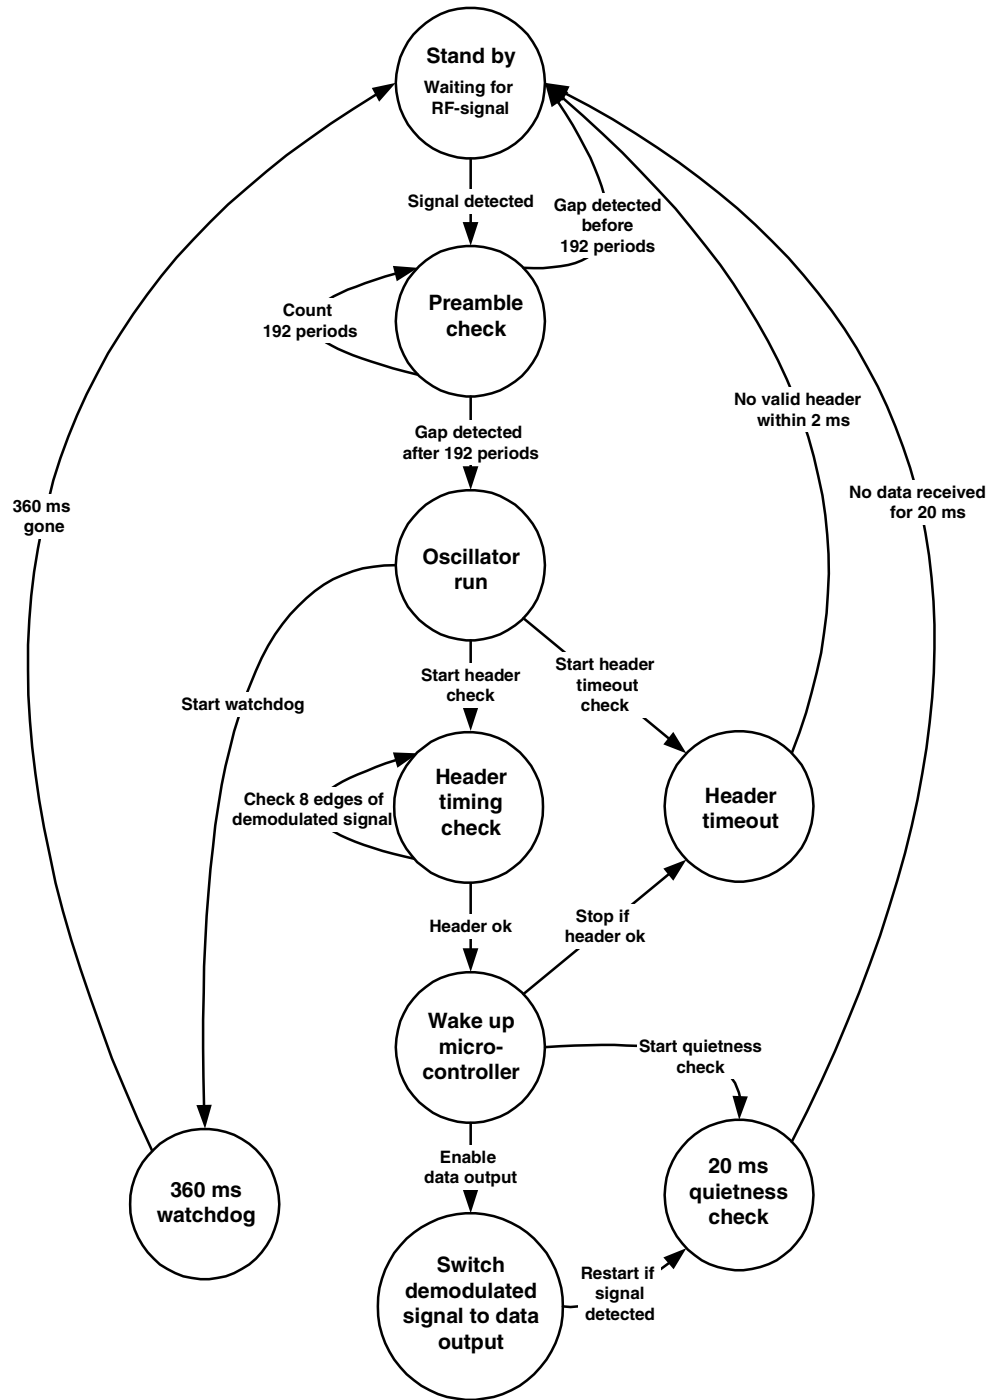 Stand by
Waiting for
RF-signal
Signal detected
Gap detected
before
192 periods
Preamble
check
Count
192 periods
No valid header
within 2 ms
Gap detected
after 192 periods
No data received
for 20 ms
360 ms
gone
Oscillator
run
Start header
check
Start header
timeout
check
Start watchdog
Header
timing
check
Check 8 edges of
demodulated signal
Header
timeout
Header ok
Stop if
header ok
Wake up
micro-
controller
Start quietness
check
Enable
data output
360 ms
watchdog
20 ms
quietness
check
Switch
demodulated
signal to data
output
Restart if
signal
detected